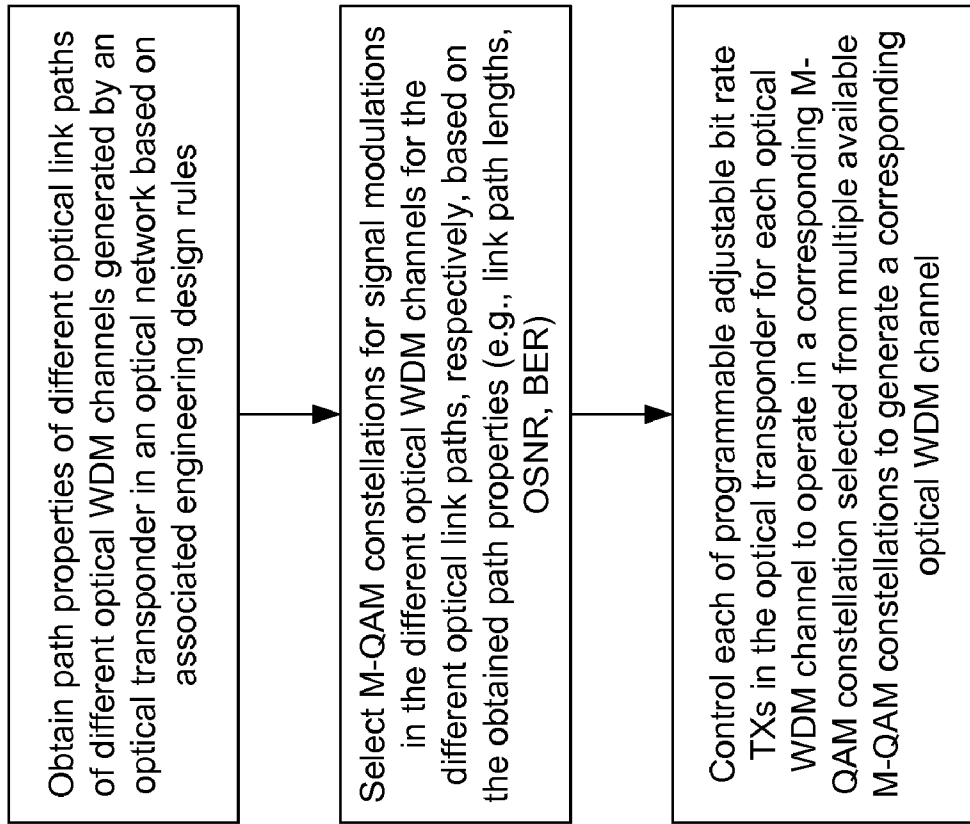 Obtain path properties of different optical link paths
of different optical WDM channels generated by an
optical transponder in an optical network based on
associated engineering design rules
Select M-QAM constellations for signal modulations
in the different optical WDM channels for the
different optical link paths, respectively, based on
the obtained path properties (e.g., link path lengths,
OSNR, BER)
Control each of programmable adjustable bit rate
TXs in the optical transponder for each optical
WDM channel to operate in a corresponding M-
QAM constellation selected from multiple available
M-QAM constellations to generate a corresponding
optical WDM channel